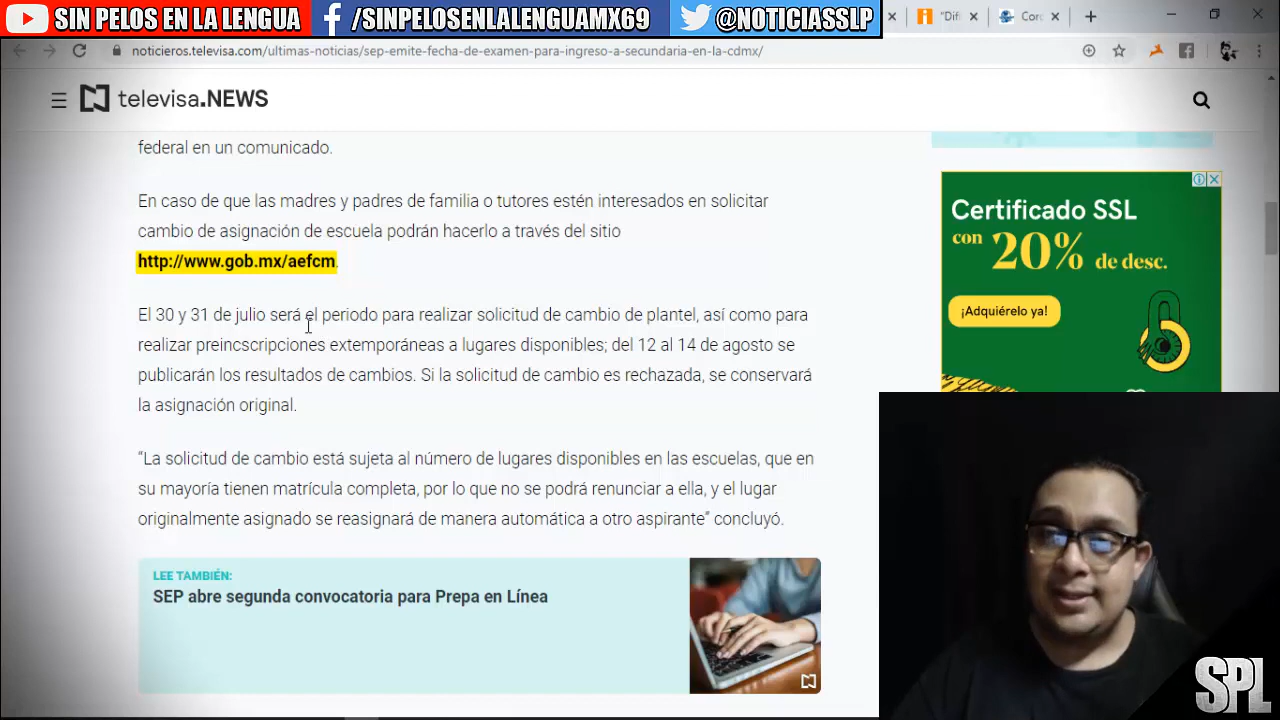 SIN PELOS EN LA LENGUA
/SINPELOSENLALENGUAMX69
@NOTICIASSLP
"Difi
Corc
noticieros.televisa.com/ultimas-noticias/sep-emite-fecha-de-examen-para-ingreso-a-secundaria-en-la-cdmx/
televisa.NEWS
federal en un comunicado.
En caso de que las madres y padres de familia o tutores estén interesados en solicitar
cambio de asignación de escuela podrán hacerlo a través del sitio
http://www.gob.mx/aefcm.
El 30 y 31 de julio será el periodo para realizar solicitud de cambio de plantel, así como para
realizar preincscripciones extemporáneas a lugares disponibles; del 12 al 14 de agosto se
publicarán los resultados de cambios. Si la solicitud de cambio es rechazada, se conservará
la asignación original.
“La solicitud de cambio está sujeta al número de lugares disponibles en las escuelas, que en
su mayoría tienen matrícula completa, por lo que no se podrá renunciar a ella, y el lugar
originalmente asignado se reasignará de manera automática a otro aspirante” concluyó.
LEE TAMBIÉN:
SEP abre segunda convocatoria para Prepa en Línea
Certificado SSL
con 20% de desc.
¡Adquiérelo ya!
SPL